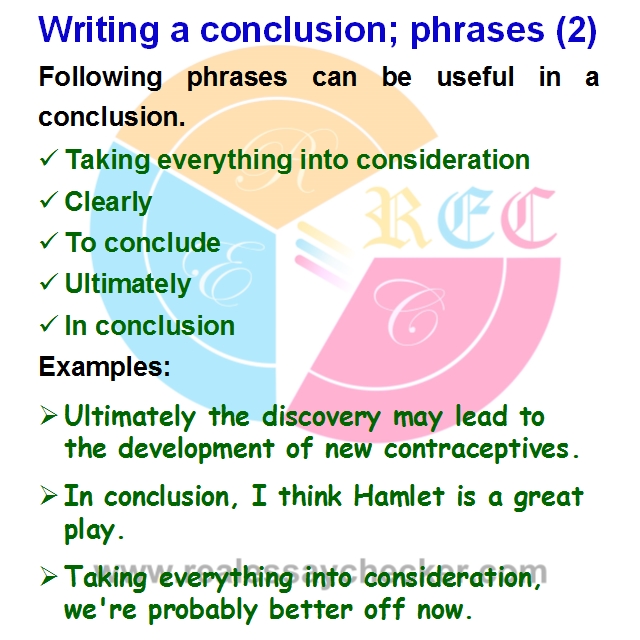 Writing a conclusion; phrases (2)
Following phrases can be useful in a
conclusion.
✓ Taking everything into consideration
✓ Clearly
✓ To conclude
✓ Ultimately
✓ In conclusion
Examples:
➢ Ultimately the discovery may lead to
the development of new contraceptives.
➢ In conclusion, I think Hamlet is a great
play.
➢ Taking everything into consideration,
we're probably better off now.
R
E
C
REC
www.realessaychecker.com